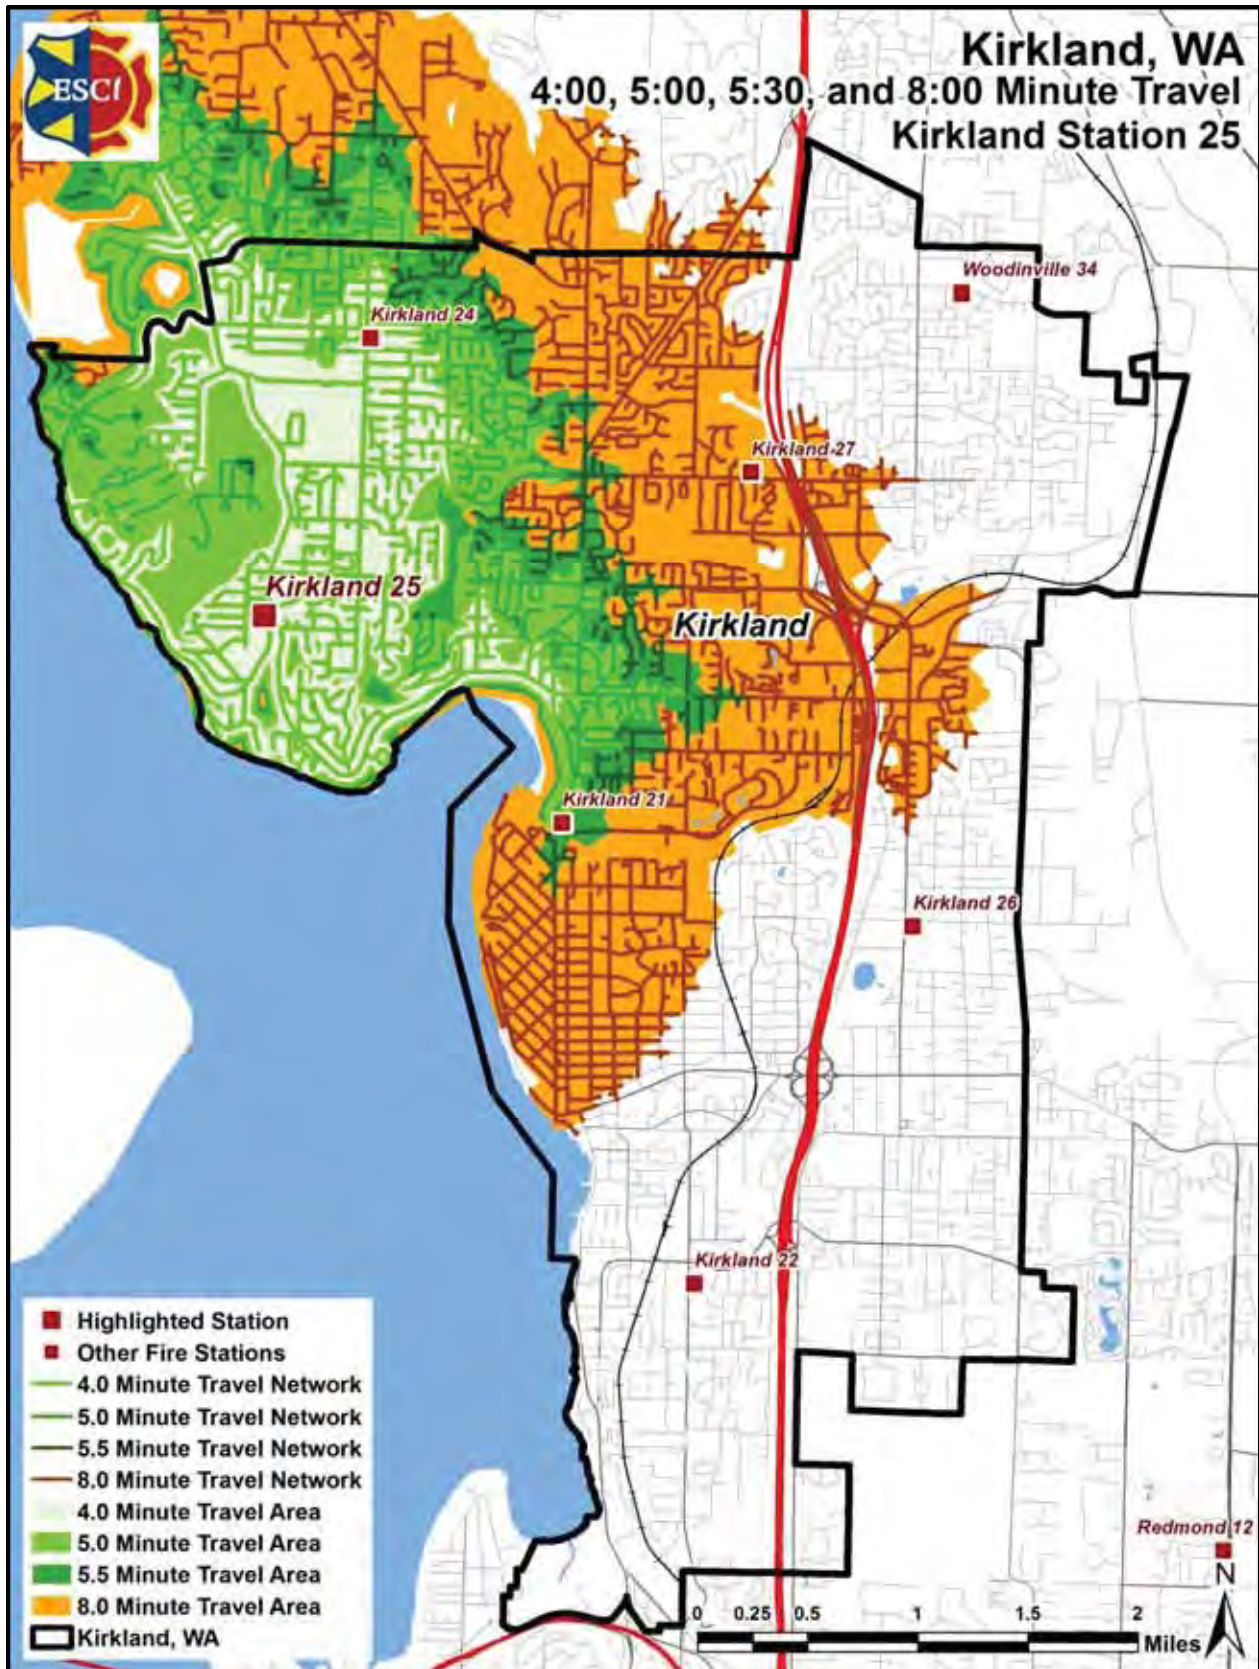 ESCI
Kirkland, WA
4:00, 5:00, 5:30, and 8:00 Minute Travel
Kirkland Station 25
Woodinville 34
Kirkland 24
Kirkland 27
Kirkland 25
Kirkland
Kirkland 21
Kirkland 26
Kirkland 22
Highlighted Station
Other Fire Stations
4.0 Minute Travel Network
5.0 Minute Travel Network
5.5 Minute Travel Network
8.0 Minute Travel Network
4.0 Minute Travel Area
5.0 Minute Travel Area
5.5 Minute Travel Area
8.0 Minute Travel Area
Kirkland, WA
Redmond 12
N
0 0.25 0.5 1 1.5 2
Miles